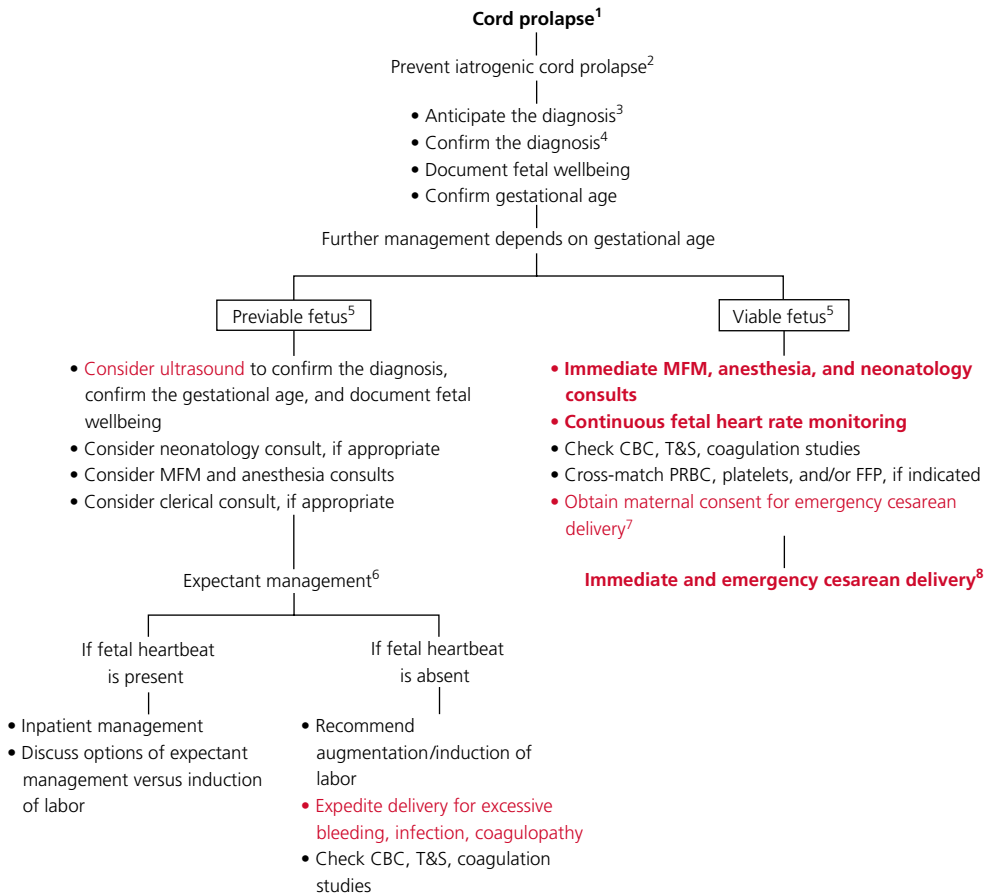 Cord prolapse¹
Prevent iatrogenic cord prolapse²
• Anticipate the diagnosis³
• Confirm the diagnosis⁴
• Document fetal wellbeing
• Confirm gestational age
Further management depends on gestational age
Previable fetus⁵
• Consider ultrasound to confirm the diagnosis,
confirm the gestational age, and document fetal
wellbeing
• Consider neonatology consult, if appropriate
• Consider MFM and anesthesia consults
• Consider clerical consult, if appropriate
Expectant management⁶
If fetal heartbeat
is present
• Inpatient management
• Discuss options of expectant
management versus induction
of labor
If fetal heartbeat
is absent
• Recommend
augmentation/induction of
labor
• Expedite delivery for excessive
bleeding, infection, coagulopathy
• Check CBC, T&S, coagulation
studies
Viable fetus⁵
• Immediate MFM, anesthesia, and neonatology
consults
• Continuous fetal heart rate monitoring
• Check CBC, T&S, coagulation studies
• Cross-match PRBC, platelets, and/or FFP, if indicated
• Obtain maternal consent for emergency cesarean
delivery⁷
Immediate and emergency cesarean delivery⁸